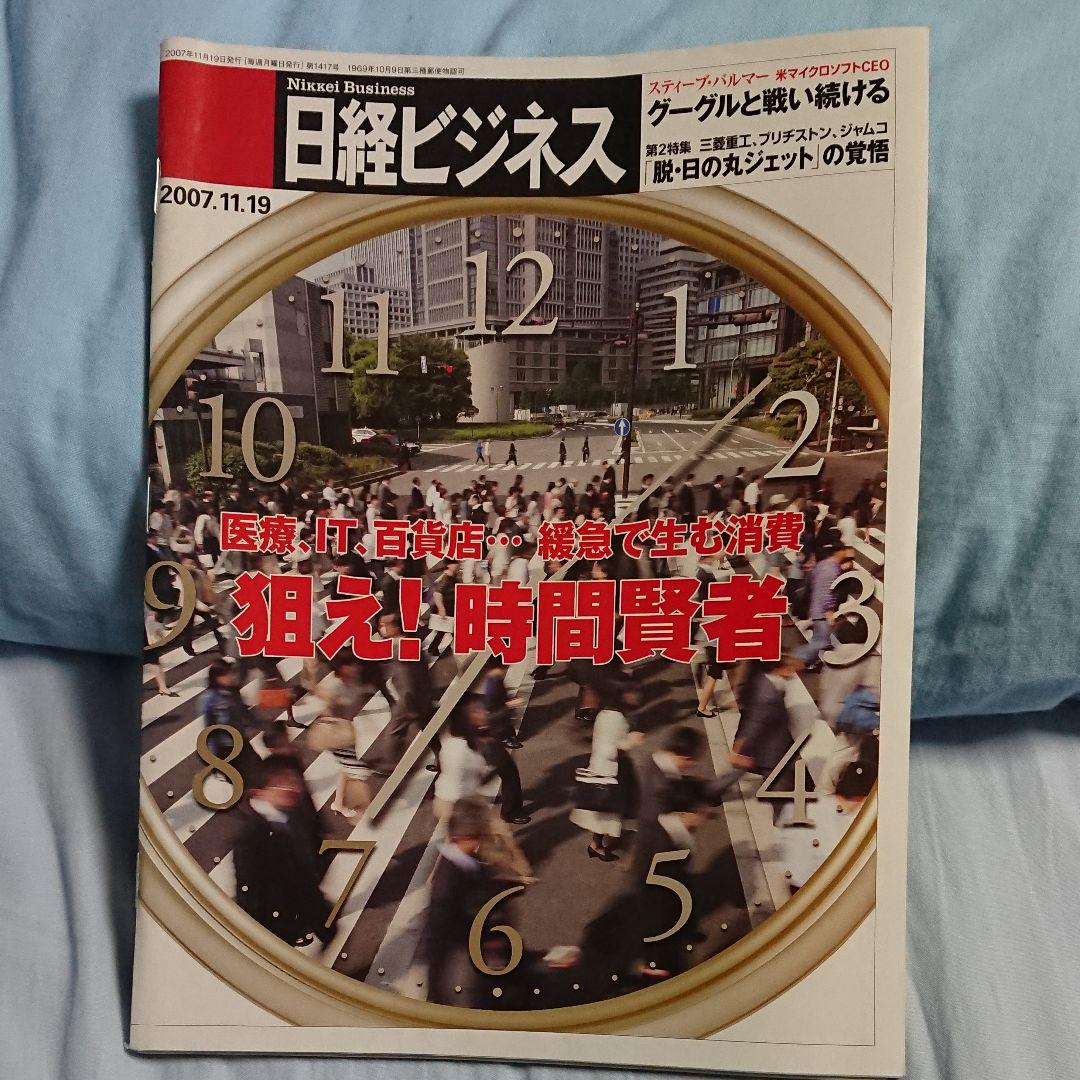 2007年11月19日発行［毎週月曜日発行］第1417号 1969年10月9日第三種郵便物認可
Nikkei Business
日経ビジネス
2007.11.19
スティーブ・バルマー 米マイクロソフトCEO
グーグルと戦い続ける
第2特集 三菱重工、ブリヂストン、ジャムコ
「脱・日の丸ジェット」の覚悟
12
1
2
3
4
5
6
7
8
9
10
11
医療、IT、百貨店… 緩急で生む消費
狙え！時間賢者